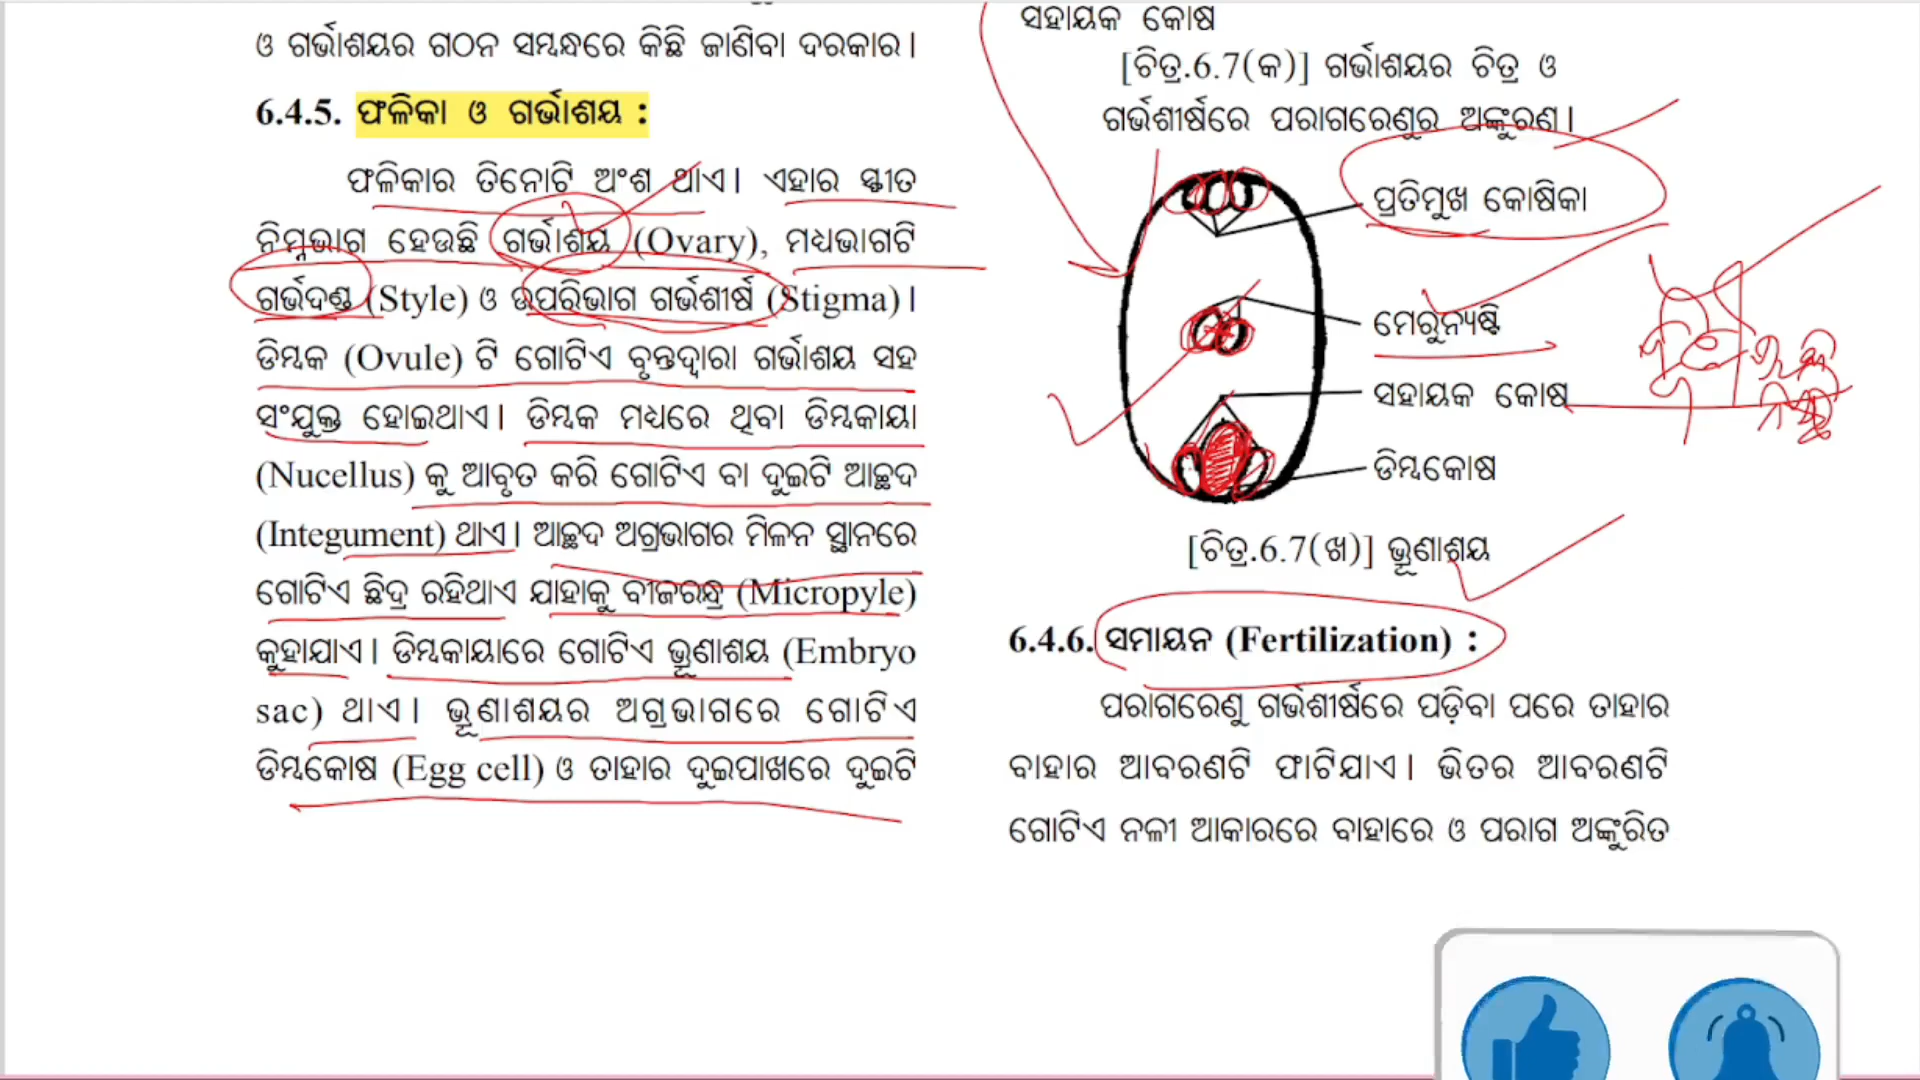 ଓ ଗର୍ଭାଶୟର ଗଠନ ସମ୍ବନ୍ଧରେ କିଛି ଜାଣିବା ଦରକାର।
6.4.5. ଫଳିକା ଓ ଗର୍ଭାଶୟ :
ଫଳିକାର ତିନୋଟି ଅଂଶ ଥାଏ। ଏହାର ସ୍ଫୀତ
ନିମ୍ନଭାଗ ହେଉଛି ଗର୍ଭାଶୟ (Ovary), ମଧ୍ୟଭାଗଟି
ଗର୍ଭଦଣ୍ଡ (Style) ଓ ଉପରିଭାଗ ଗର୍ଭଶୀର୍ଷ (Stigma)।
ଡିମ୍ବକ (Ovule) ଟି ଗୋଟିଏ ବୃନ୍ତଦ୍ୱାରା ଗର୍ଭାଶୟ ସହ
ସଂଯୁକ୍ତ ହୋଇଥାଏ। ଡିମ୍ବକ ମଧ୍ୟରେ ଥିବା ଡିମ୍ବକାୟା
(Nucellus) କୁ ଆବୃତ କରି ଗୋଟିଏ ବା ଦୁଇଟି ଆଚ୍ଛଦ
(Integument) ଥାଏ। ଆଚ୍ଛଦ ଅଗ୍ରଭାଗର ମିଳନ ସ୍ଥାନରେ
ଗୋଟିଏ ଛିଦ୍ର ରହିଥାଏ ଯାହାକୁ ବୀଜରନ୍ଧ୍ର (Micropyle)
କୁହାଯାଏ। ଡିମ୍ବକାୟାରେ ଗୋଟିଏ ଭ୍ରୂଣାଶୟ (Embryo
sac) ଥାଏ। ଭ୍ରୂଣାଶୟର ଅଗ୍ରଭାଗରେ ଗୋଟିଏ
ଡିମ୍ବକୋଷ (Egg cell) ଓ ତାହାର ଦୁଇପାଖରେ ଦୁଇଟି
ସହାୟକ କୋଷ
[ଚିତ୍ର.6.7(କ)] ଗର୍ଭାଶୟର ଚିତ୍ର ଓ
ଗର୍ଭଶୀର୍ଷରେ ପରାଗରେଣୁର ଅଙ୍କୁରଣ।
ପ୍ରତିମୁଖ କୋଷିକା
ମେରୁନ୍ୟଷ୍ଟି
ସହାୟକ କୋଷ
ଡିମ୍ବକୋଷ
[ଚିତ୍ର.6.7(ଖ)] ଭ୍ରୂଣାଶୟ
6.4.6. ସମାୟନ (Fertilization) :
ପରାଗରେଣୁ ଗର୍ଭଶୀର୍ଷରେ ପଡ଼ିବା ପରେ ତାହାର
ବାହାର ଆବରଣଟି ଫାଟିଯାଏ। ଭିତର ଆବରଣଟି
ଗୋଟିଏ ନଳୀ ଆକାରରେ ବାହାରେ ଓ ପରାଗ ଅଙ୍କୁରିତ